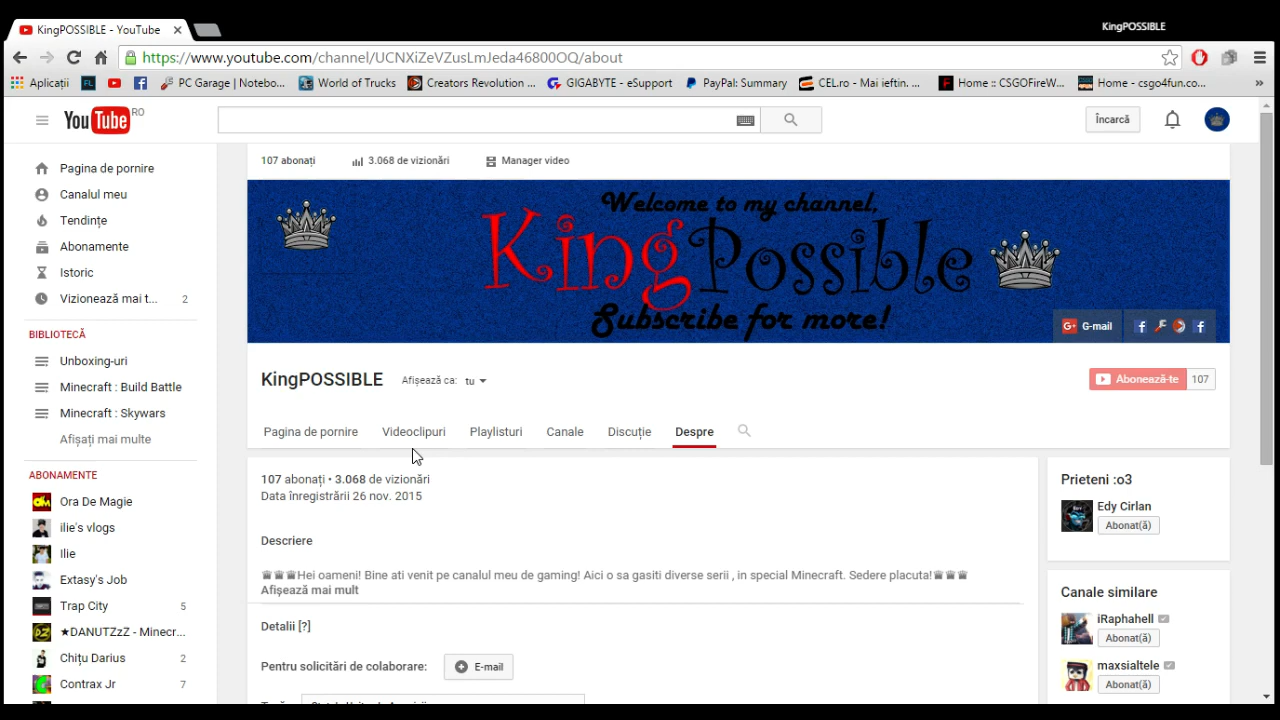 KingPOSSIBLE - YouTube
KingPOSSIBLE
https://www.youtube.com/channel/UCNXiZeVZusLmJeda46800OQ/about
Aplicații
FL
PC Garage | Notebo...
World of Trucks
Creators Revolution ...
GIGABYTE - eSupport
PayPal: Summary
CEL.ro - Mai ieftin. ...
Home :: CSGOFireW...
Home - csgo4fun.co...
»
YouTube RO
Încarcă
Pagina de pornire
Canalul meu
Tendințe
Abonamente
Istoric
Vizionează mai t... 2
BIBLIOTECĂ
Unboxing-uri
Minecraft : Build Battle
Minecraft : Skywars
Afișați mai multe
ABONAMENTE
Ora De Magie
ilie's vlogs
Ilie
Extasy's Job
Trap City 5
★DANUTZzZ - Minecr...
Chițu Darius 2
Contrax Jr 7
107 abonați
3.068 de vizionări
Manager video
Welcome to my channel,
KingPossible
Subscribe for more!
G+ G-mail
KingPOSSIBLE
Afișează ca: tu
Abonează-te 107
Pagina de pornire
Videoclipuri
Playlisturi
Canale
Discuție
Despre
107 abonați • 3.068 de vizionări
Data înregistrării 26 nov. 2015
Descriere
♛♛♛Hei oameni! Bine ati venit pe canalul meu de gaming! Aici o sa gasiti diverse serii , in special Minecraft. Sedere placuta!♛♛♛
Afișează mai mult
Detalii [?]
Pentru solicitări de colaborare:
E-mail
Prieteni :o3
Edy Cirlan
Abonat(ă)
Canale similare
iRaphahell
Abonat(ă)
maxsialtele
Abonat(ă)